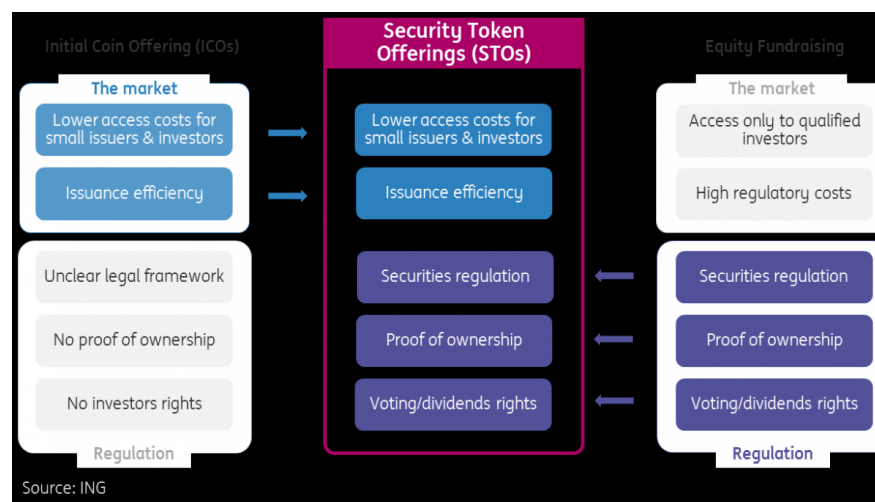 Initial Coin Offering (ICOs)
Security Token
Offerings (STOs)
Equity Fundraising
The market
Lower access costs for
small issuers & investors
Issuance efficiency
Unclear legal framework
No proof of ownership
No investors rights
Regulation
Lower access costs for
small issuers & investors
Issuance efficiency
Securities regulation
Proof of ownership
Voting/dividends rights
The market
Access only to qualified
investors
High regulatory costs
Securities regulation
Proof of ownership
Voting/dividends rights
Regulation
Source: ING